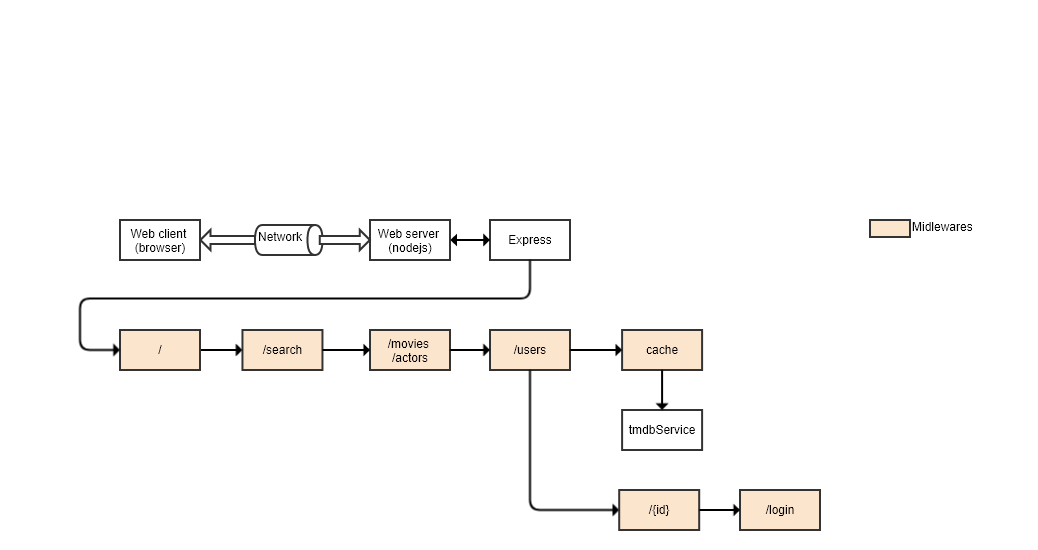 Web client
(browser)
Network
Web server
(nodejs)
Express
Midlewares
/
/search
/movies
/actors
/users
cache
tmdbService
/{id}
/login